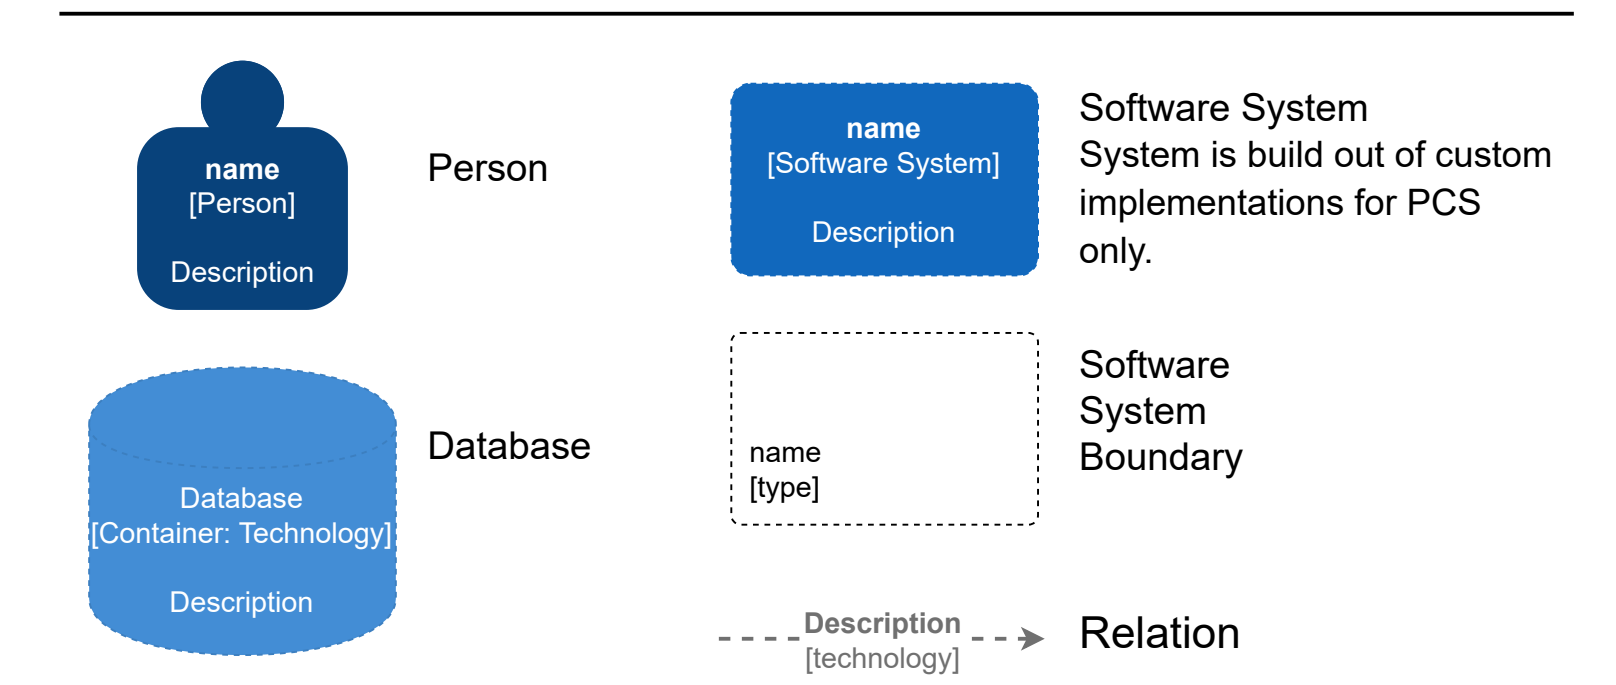 name
[Person]
Description
Person
name
[Software System]
Description
Software System
System is build out of custom
implementations for PCS
only.
Database
[Container: Technology]
Description
Database
name
[type]
Software
System
Boundary
Description
[technology]
Relation